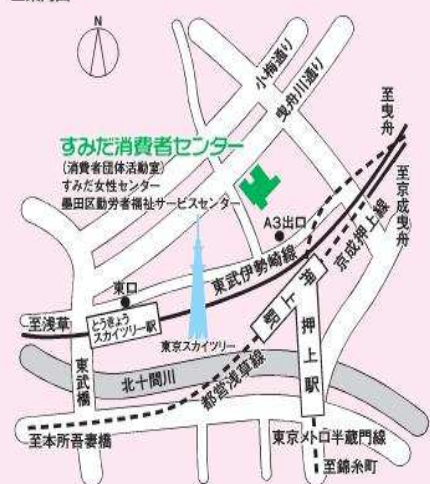 N
小梅通り
曳舟川通り
至曳舟
すみだ消費者センター
(消費者団体活動室)
すみだ女性センター
墨田区勤労者福祉サービスセンター
至京成曳舟
A3出口
京成押上線
東武伊勢崎線
東口
押上駅
至浅草
とうきょう
スカイツリー駅
押上駅
東京スカイツリー
東武橋
北十間川
都営浅草線
至本所吾妻橋
東京メトロ半蔵門線
至錦糸町